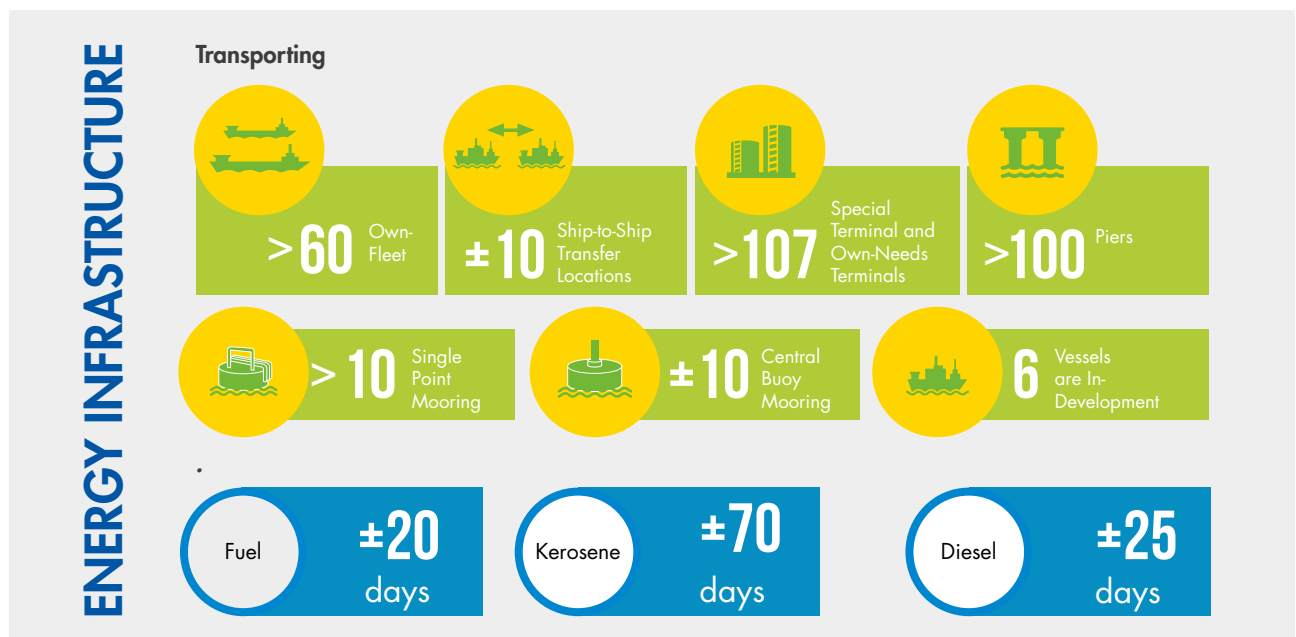 ENERGY INFRASTRUCTURE
Transporting
>60
Own-
Fleet
±10
Ship-to-Ship
Transfer
Locations
>107
Special
Terminal and
Own-Needs
Terminals
>100
Piers
> 10
Single
Point
Mooring
±10
Central
Buoy
Mooring
6
Vessels
are In-
Development
.
Fuel
±20
days
Kerosene
±70
days
Diesel
±25
days